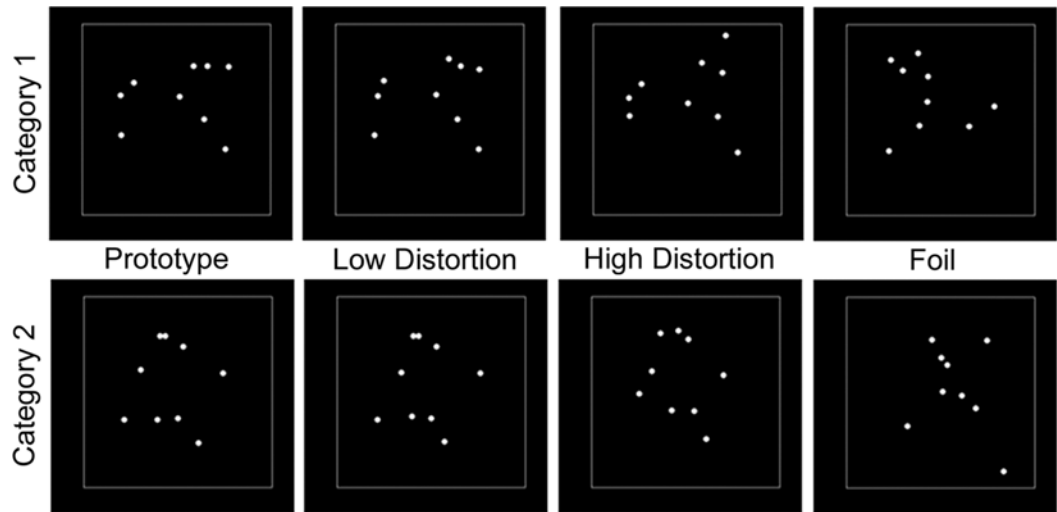 Category 1
Prototype
Low Distortion
High Distortion
Foil
Category 2